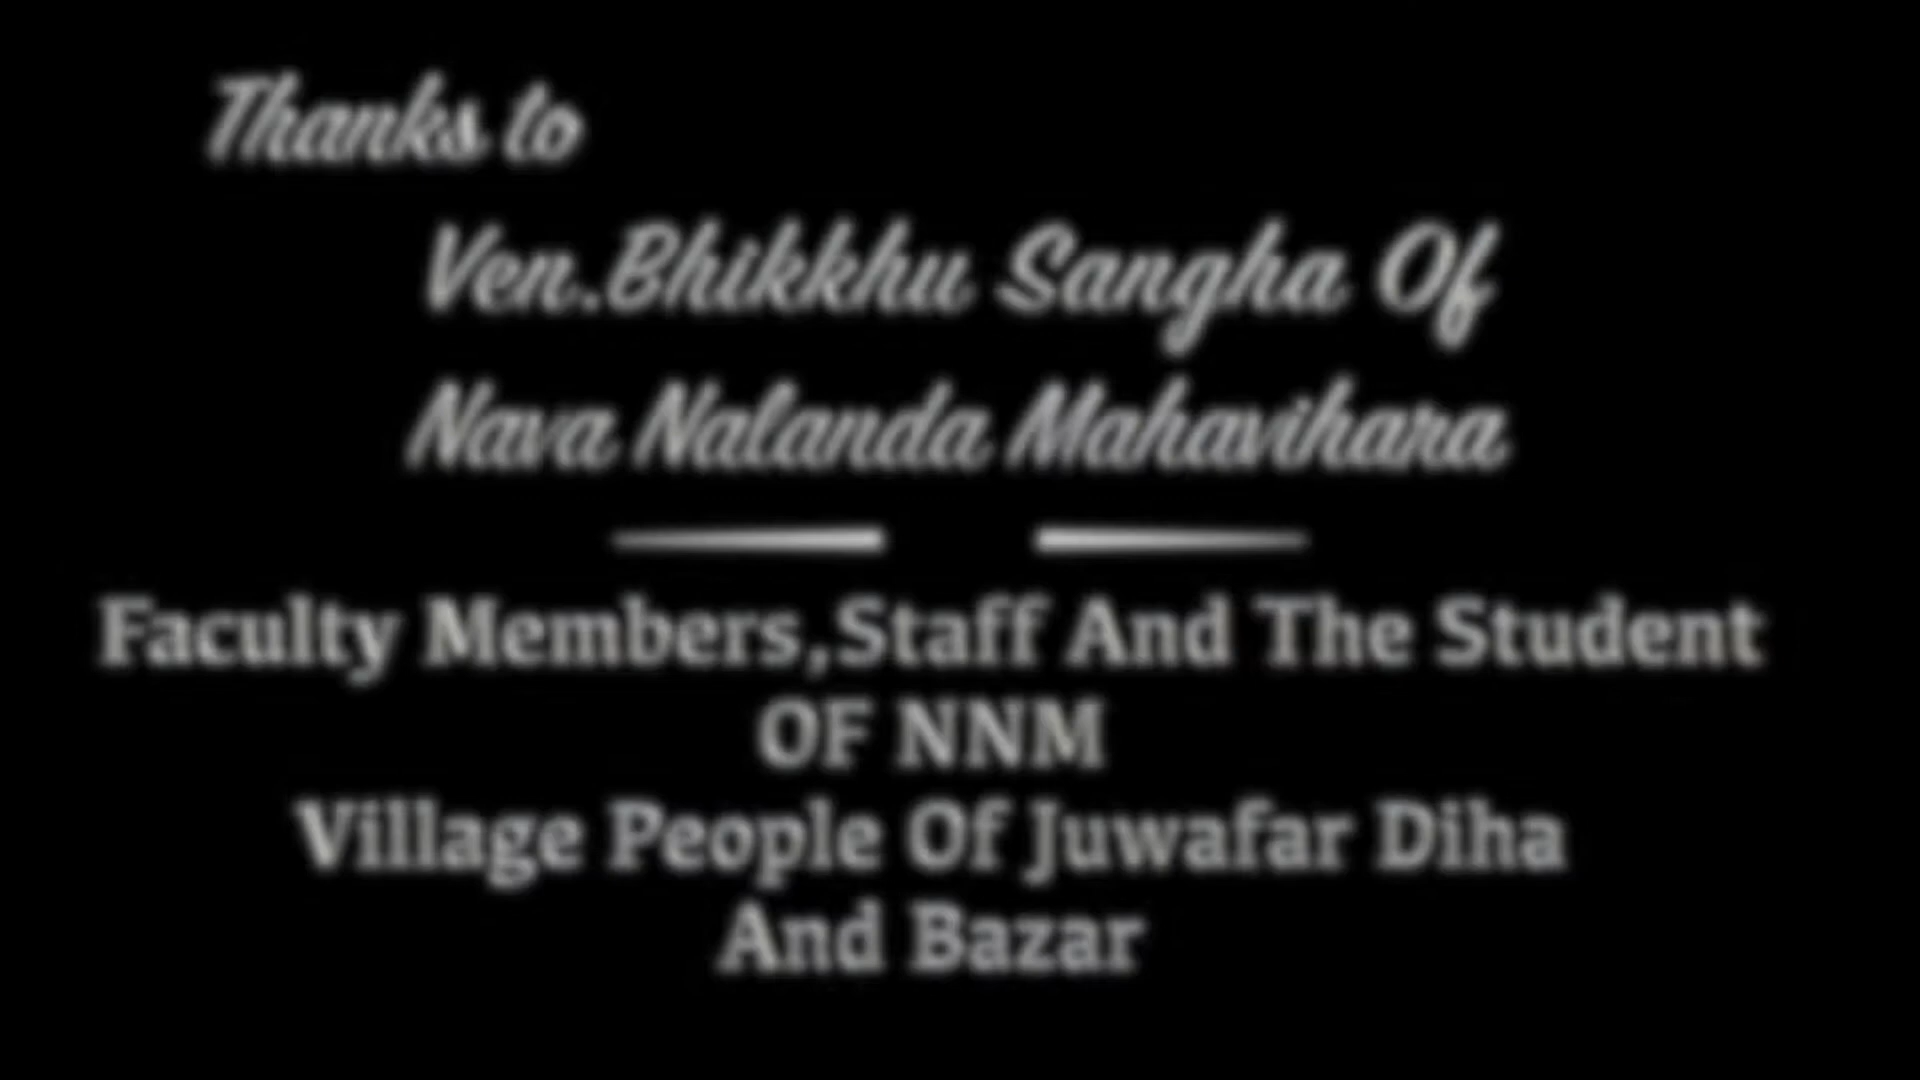 Thanks to
Ven.Bhikkhu Sangha Of
Nava Nalanda Mahavihara
Faculty Members,Staff And The Student
OF NNM
Village People Of Juwafar Diha
And Bazar